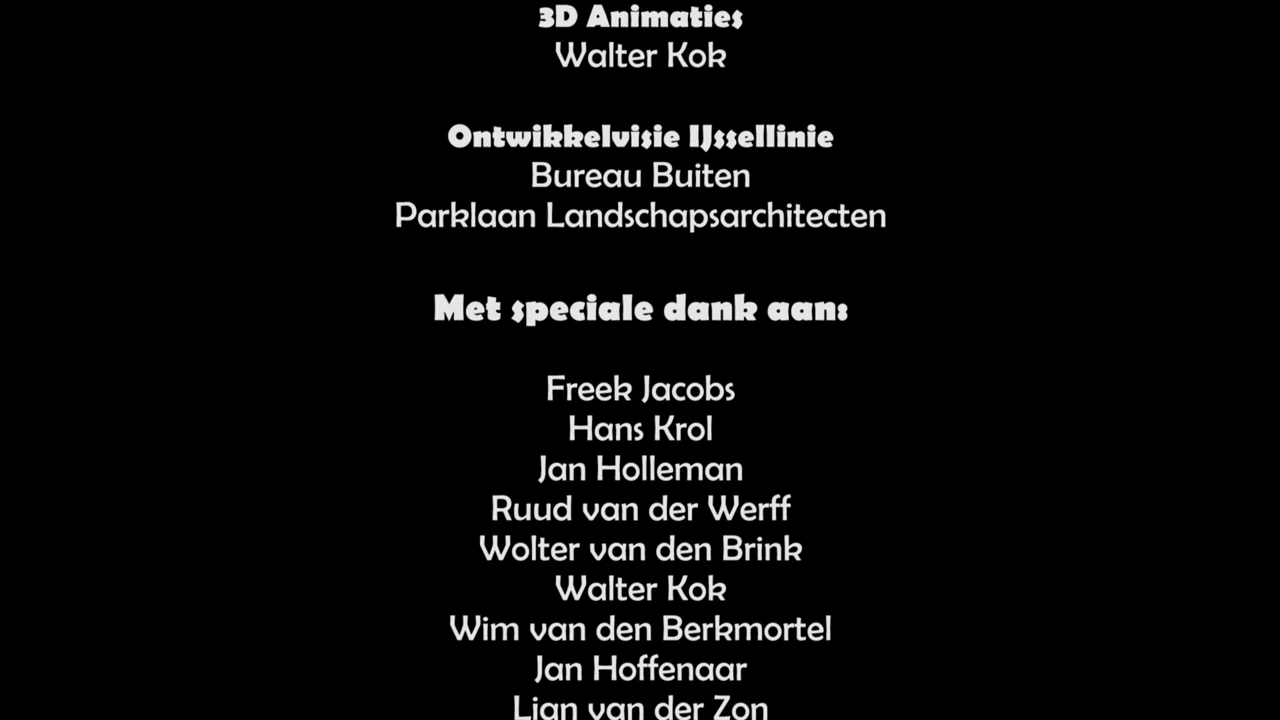 3D Animaties
Walter Kok
Ontwikkelvisie IJssellinie
Bureau Buiten
Parklaan Landschapsarchitecten
Met speciale dank aan:
Freek Jacobs
Hans Krol
Jan Holleman
Ruud van der Werff
Wolter van den Brink
Walter Kok
Wim van den Berkmortel
Jan Hoffenaar
Lian van der Zon